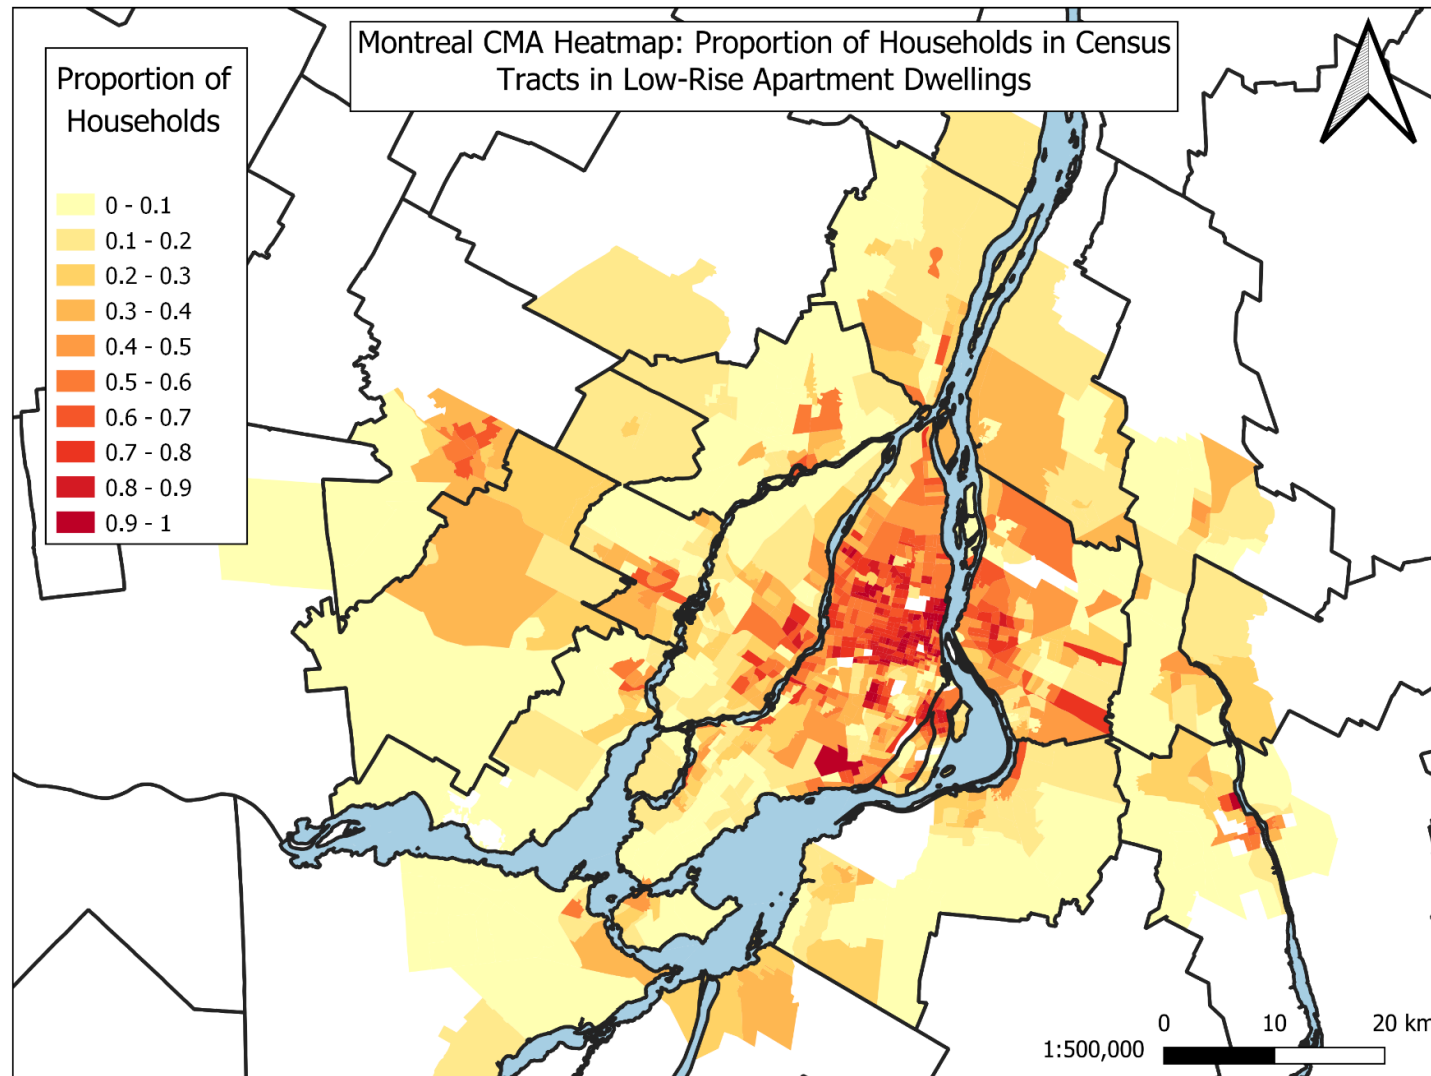 Montreal CMA Heatmap: Proportion of Households in Census
Tracts in Low-Rise Apartment Dwellings
Proportion of
Households
0 - 0.1
0.1 - 0.2
0.2 - 0.3
0.3 - 0.4
0.4 - 0.5
0.5 - 0.6
0.6 - 0.7
0.7 - 0.8
0.8 - 0.9
0.9 - 1
0 10 20 km
1:500,000